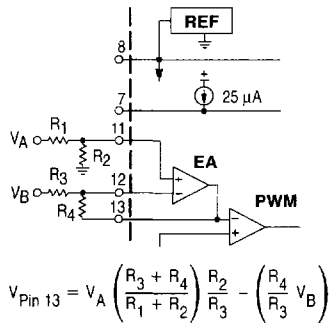 REF
8
+
7
25 μA
V_A R₁ 11
R₂
EA
+
V_B R₃ 12
−
R₄ 13
PWM
−
+
V_Pin 13 = V_A ( (R₃ + R₄) / (R₁ + R₂) ) R₂/R₃ − ( R₄/R₃ V_B )